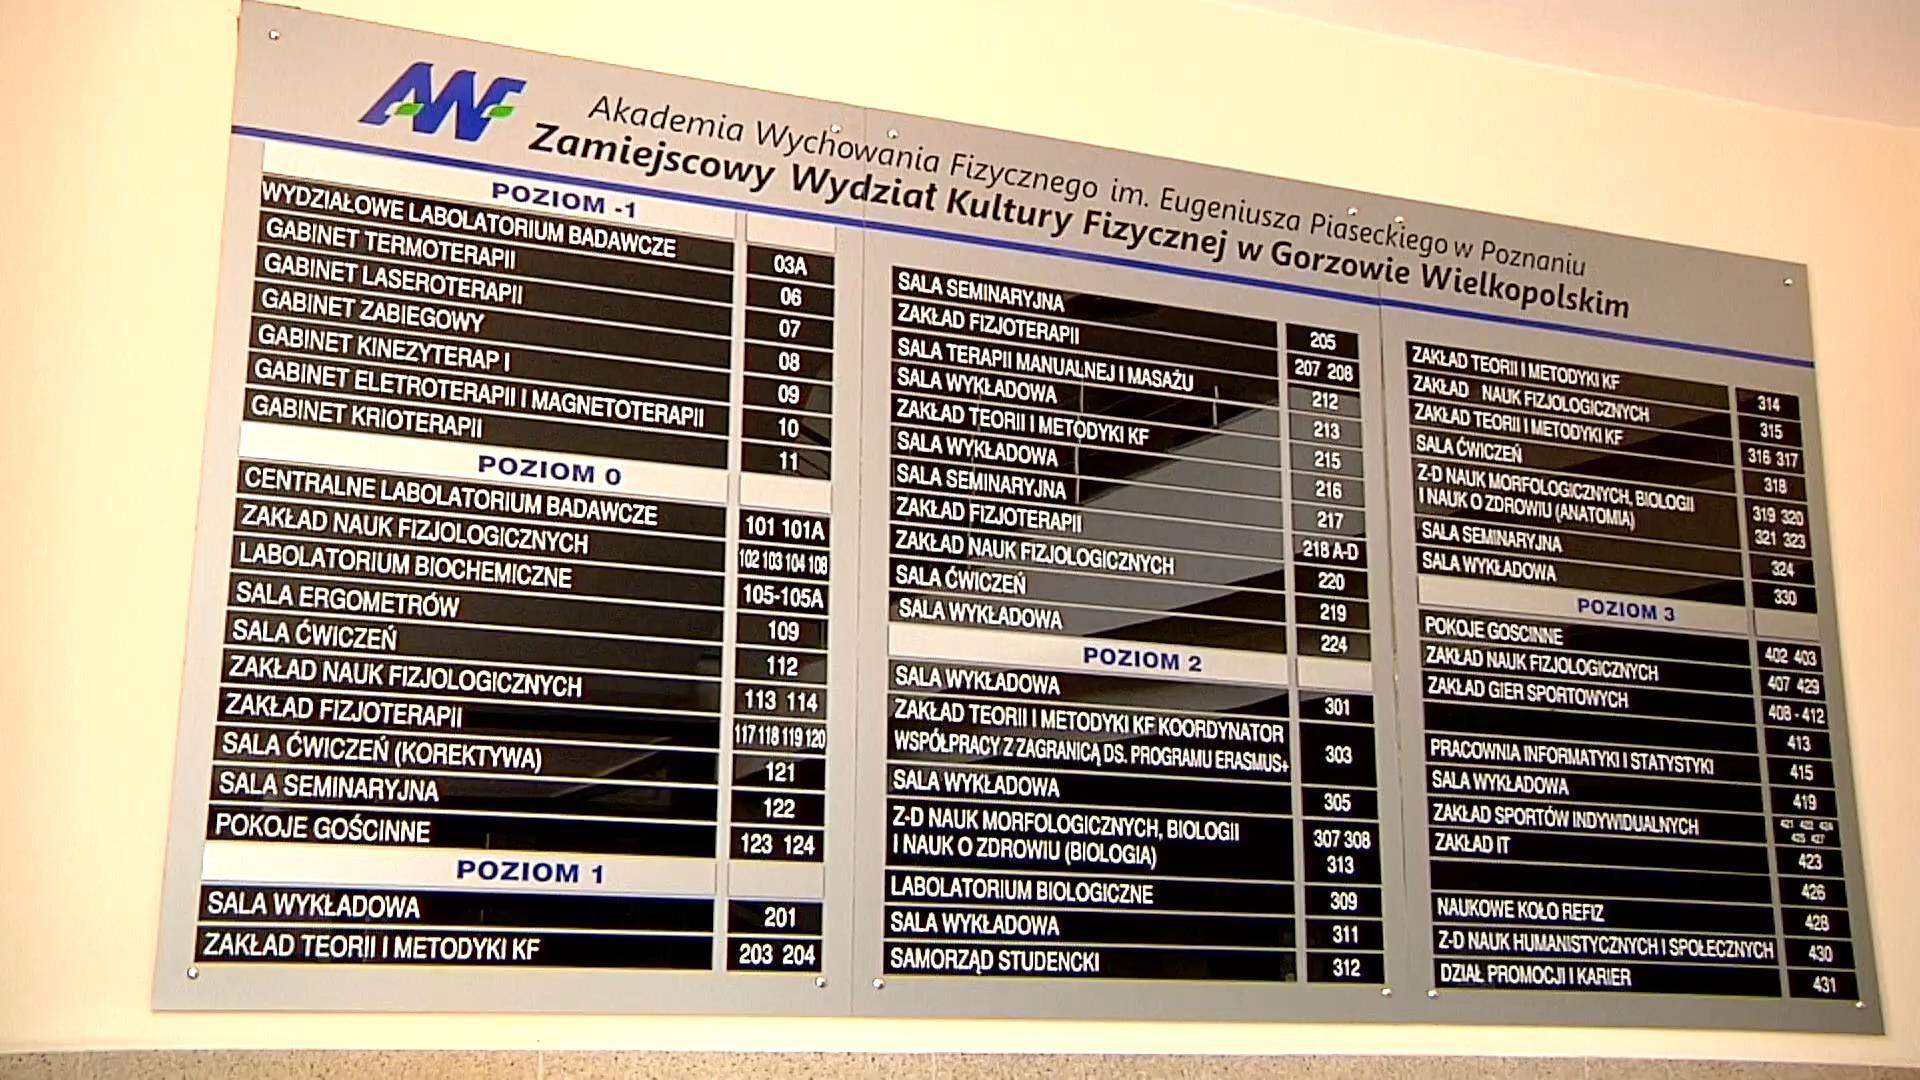 AWF
Akademia Wychowania Fizycznego im. Eugeniusza Piaseckiego w Poznaniu
Zamiejscowy Wydział Kultury Fizycznej w Gorzowie Wielkopolskim
POZIOM -1
WYDZIAŁOWE LABOLATORIUM BADAWCZE 03A
GABINET TERMOTERAPII 06
GABINET LASEROTERAPII 07
GABINET ZABIEGOWY 08
GABINET KINEZYTERAP I 09
GABINET ELETROTERAPII I MAGNETOTERAPII 10
GABINET KRIOTERAPII 11
POZIOM 0
CENTRALNE LABOLATORIUM BADAWCZE 101 101A
ZAKŁAD NAUK FIZJOLOGICZNYCH 102 103 104 108
LABOLATORIUM BIOCHEMICZNE 105-105A
SALA ERGOMETRÓW 109
SALA ĆWICZEŃ 112
ZAKŁAD NAUK FIZJOLOGICZNYCH 113 114
ZAKŁAD FIZJOTERAPII 117 118 119 120
SALA ĆWICZEŃ (KOREKTYWA) 121
SALA SEMINARYJNA 122
POKOJE GOŚCINNE 123 124
POZIOM 1
SALA WYKŁADOWA 201
ZAKŁAD TEORII I METODYKI KF 203 204
SALA SEMINARYJNA 205
ZAKŁAD FIZJOTERAPII 207 208
SALA TERAPII MANUALNEJ I MASAŻU 212
SALA WYKŁADOWA 213
ZAKŁAD TEORII I METODYKI KF 215
SALA WYKŁADOWA 216
SALA SEMINARYJNA 217
ZAKŁAD FIZJOTERAPII 218 A-D
ZAKŁAD NAUK FIZJOLOGICZNYCH 220
SALA ĆWICZEŃ 219
SALA WYKŁADOWA 224
POZIOM 2
SALA WYKŁADOWA 301
ZAKŁAD TEORII I METODYKI KF KOORDYNATOR
WSPÓŁPRACY Z ZAGRANICĄ DS. PROGRAMU ERASMUS+ 303
SALA WYKŁADOWA 305
Z-D NAUK MORFOLOGICZNYCH, BIOLOGII 307 308
I NAUK O ZDROWIU (BIOLOGIA) 313
LABOLATORIUM BIOLOGICZNE 309
SALA WYKŁADOWA 311
SAMORZĄD STUDENCKI 312
ZAKŁAD TEORII I METODYKI KF 314
ZAKŁAD NAUK FIZJOLOGICZNYCH 315
ZAKŁAD TEORII I METODYKI KF 316 317
SALA ĆWICZEŃ 318
Z-D NAUK MORFOLOGICZNYCH, BIOLOGII 319 320
I NAUK O ZDROWIU (ANATOMIA) 321 323
SALA SEMINARYJNA 324
SALA WYKŁADOWA 330
POZIOM 3
POKOJE GOSCINNE 402 403
ZAKŁAD NAUK FIZJOLOGICZNYCH 407 429
ZAKŁAD GIER SPORTOWYCH 408 - 412
413
PRACOWNIA INFORMATYKI I STATYSTYKI 415
SALA WYKŁADOWA 419
ZAKŁAD SPORTÓW INDYWIDUALNYCH
ZAKŁAD IT 423
426
NAUKOWE KOŁO REFIZ 428
Z-D NAUK HUMANISTYCZNYCH I SPOŁECZNYCH 430
DZIAŁ PROMOCJI I KARIER 431